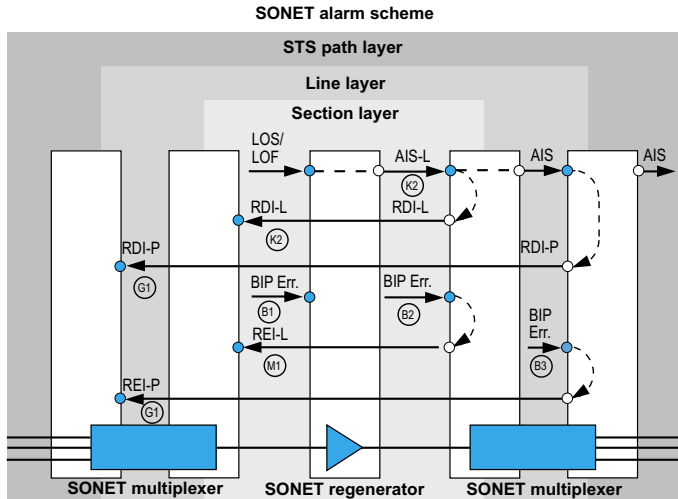 SONET alarm scheme
STS path layer
Line layer
Section layer
LOS/
LOF
AIS-L
AIS
AIS
K2
RDI-L
RDI-L
K2
RDI-P
RDI-P
G1
BIP Err.
BIP Err.
B1
B2
BIP
Err.
REI-L
M1
B3
REI-P
G1
SONET multiplexer
SONET regenerator
SONET multiplexer